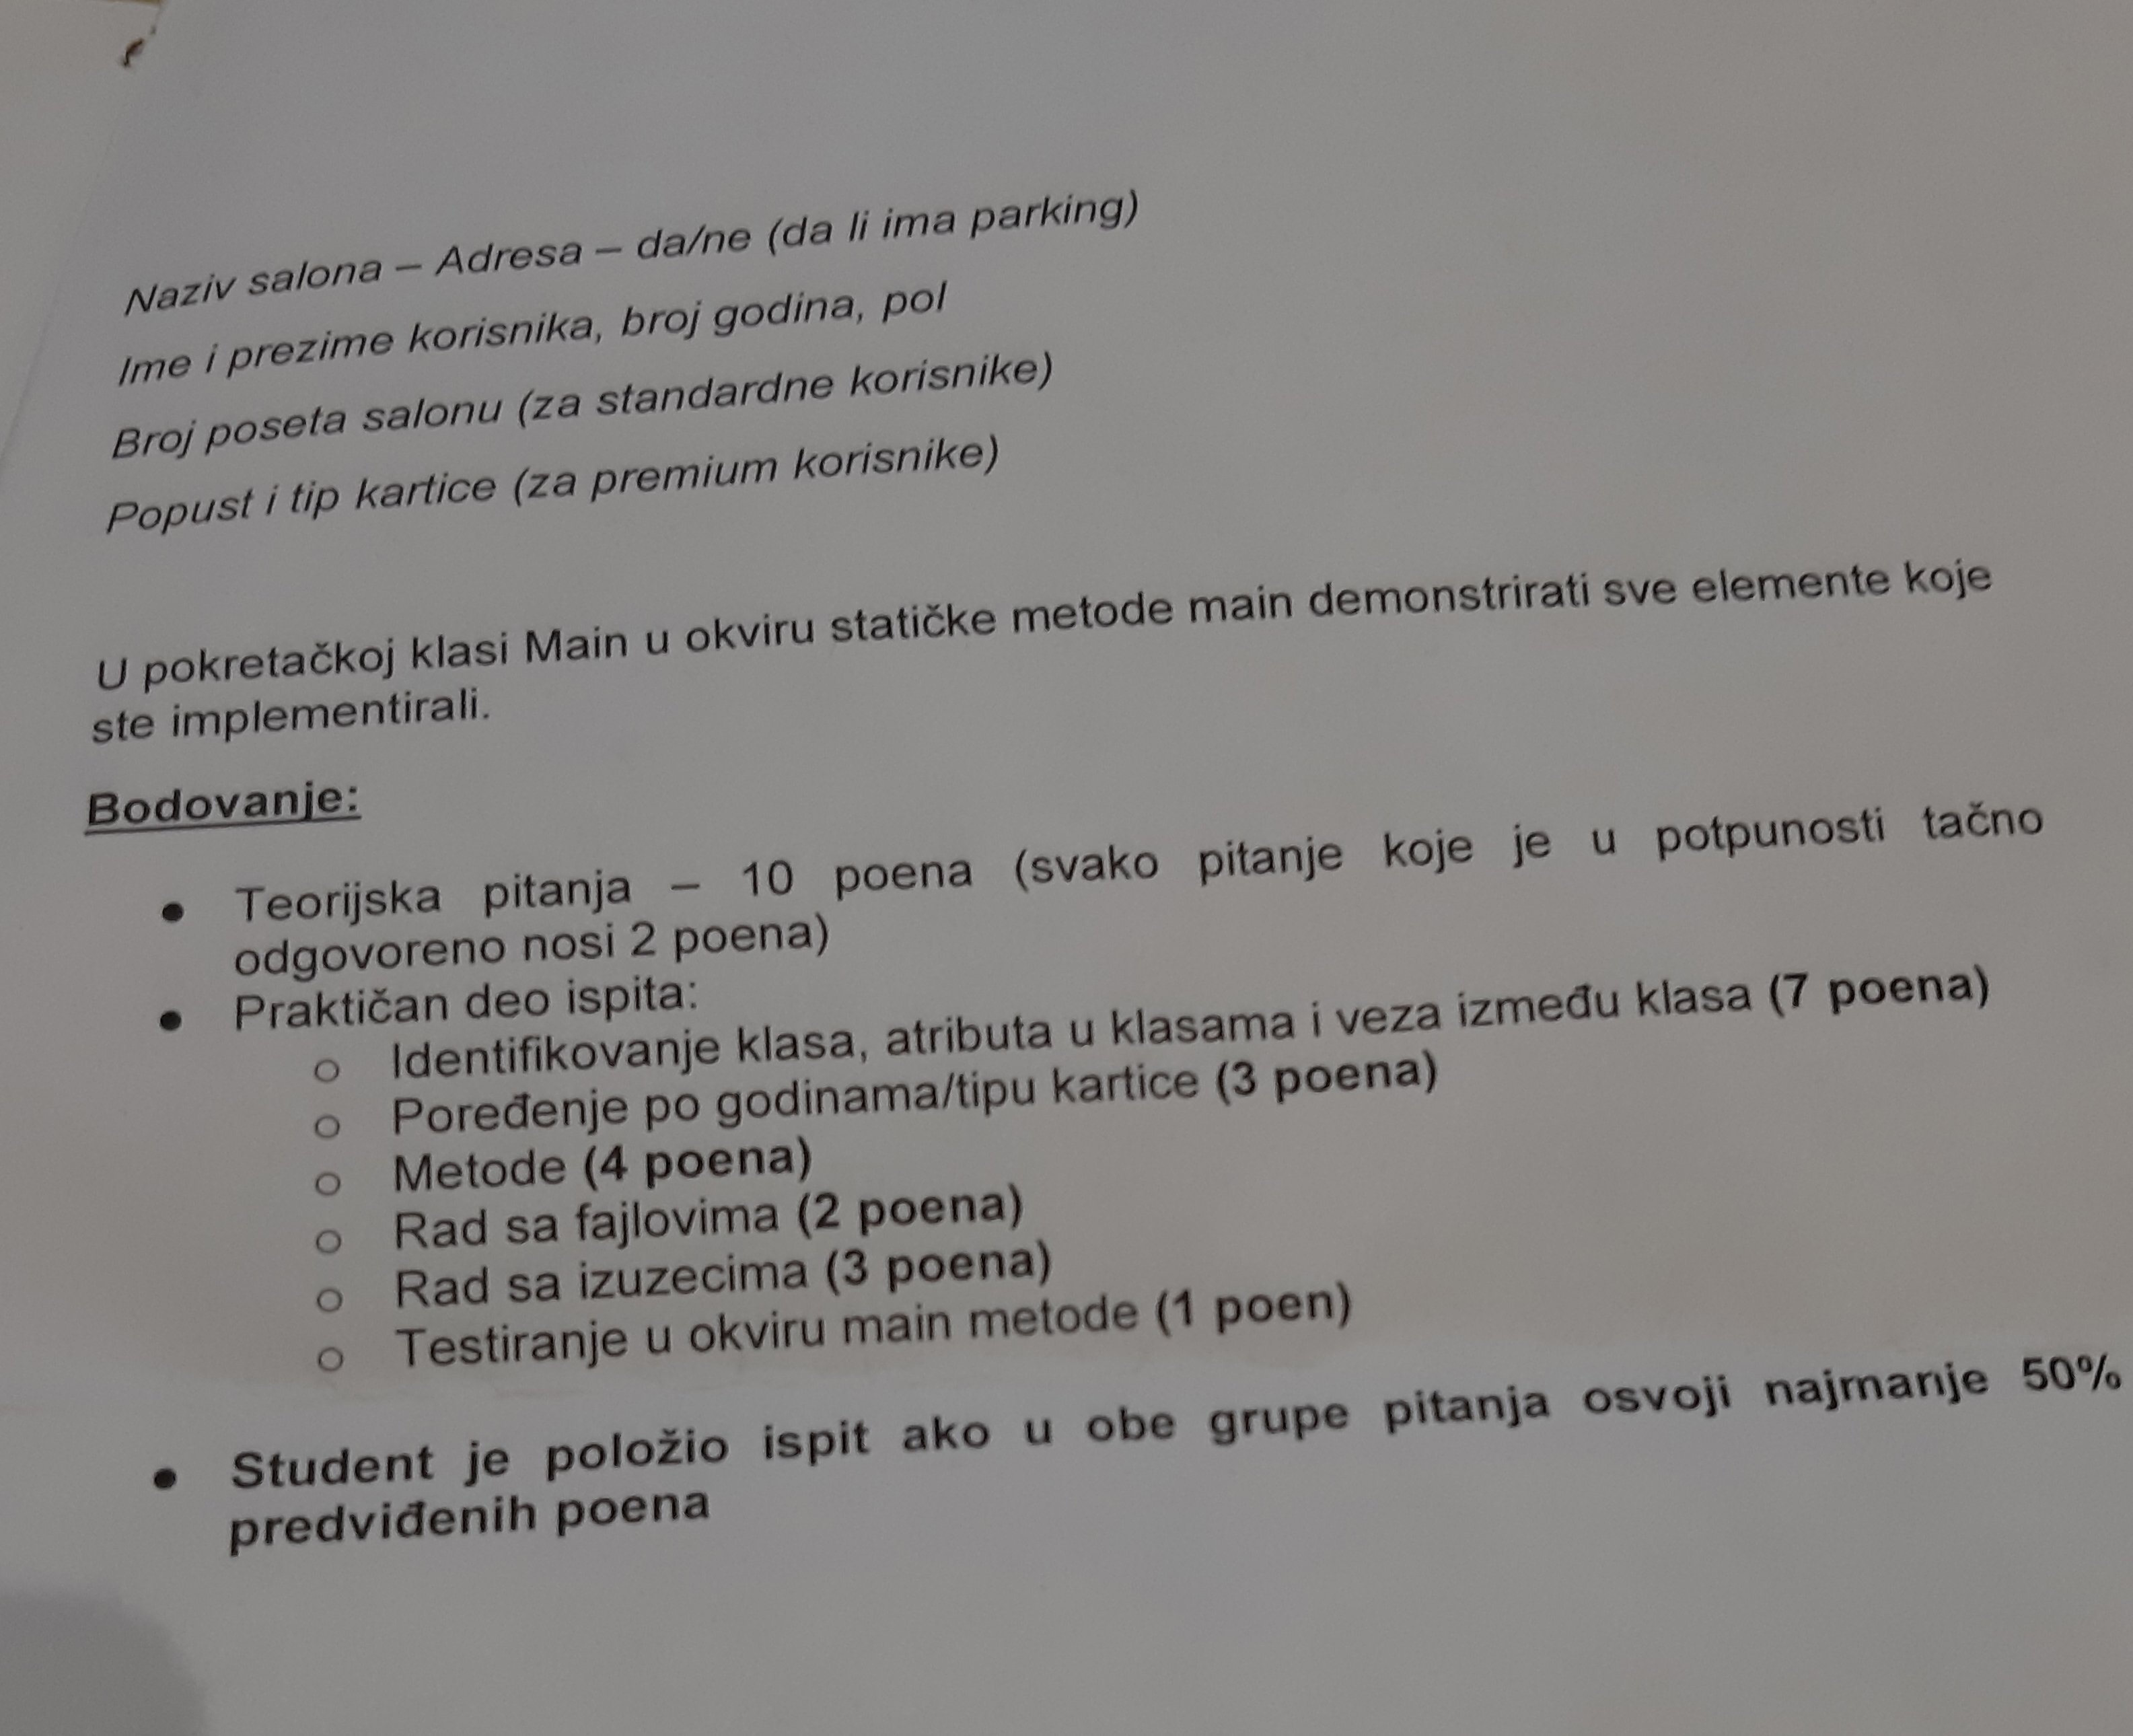 Naziv salona – Adresa – da/ne (da li ima parking)
Ime i prezime korisnika, broj godina, pol
Broj poseta salonu (za standardne korisnike)
Popust i tip kartice (za premium korisnike)
U pokretačkoj klasi Main u okviru statičke metode main demonstrirati sve elemente koje
ste implementirali.
Bodovanje:
● Teorijska pitanja – 10 poena (svako pitanje koje je u potpunosti tačno
odgovoreno nosi 2 poena)
● Praktičan deo ispita:
○ Identifikovanje klasa, atributa u klasama i veza između klasa (7 poena)
○ Poređenje po godinama/tipu kartice (3 poena)
○ Metode (4 poena)
○ Rad sa fajlovima (2 poena)
○ Rad sa izuzecima (3 poena)
○ Testiranje u okviru main metode (1 poen)
● Student je položio ispit ako u obe grupe pitanja osvoji najmanje 50%
predviđenih poena